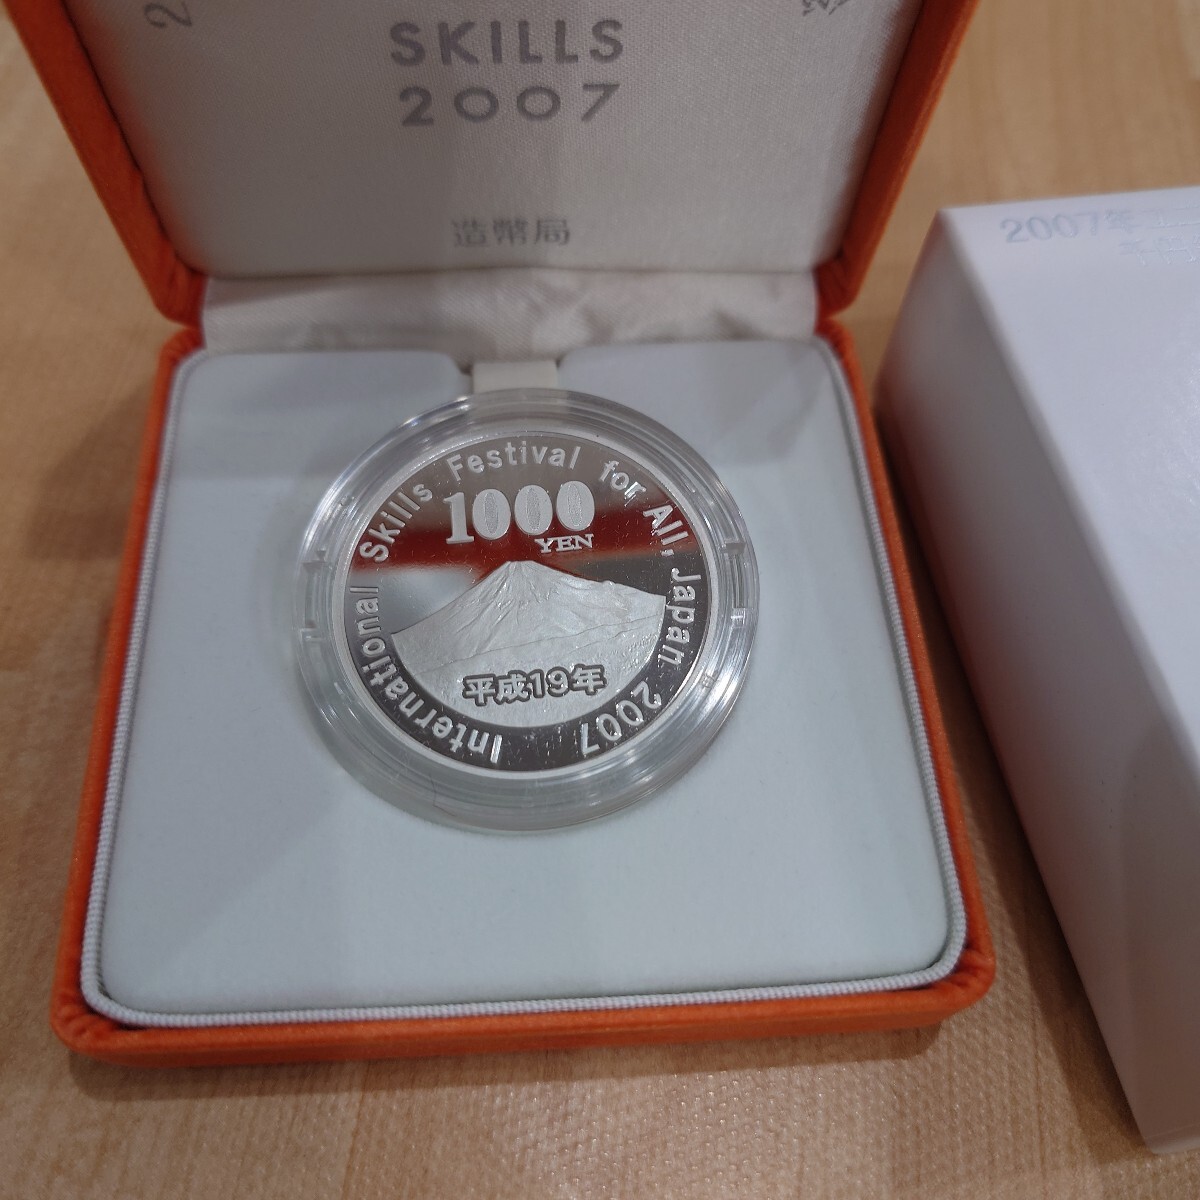 SKILLS
2007
造幣局
International Skills Festival for All, Japan 2007
1000
YEN
平成19年
2007年